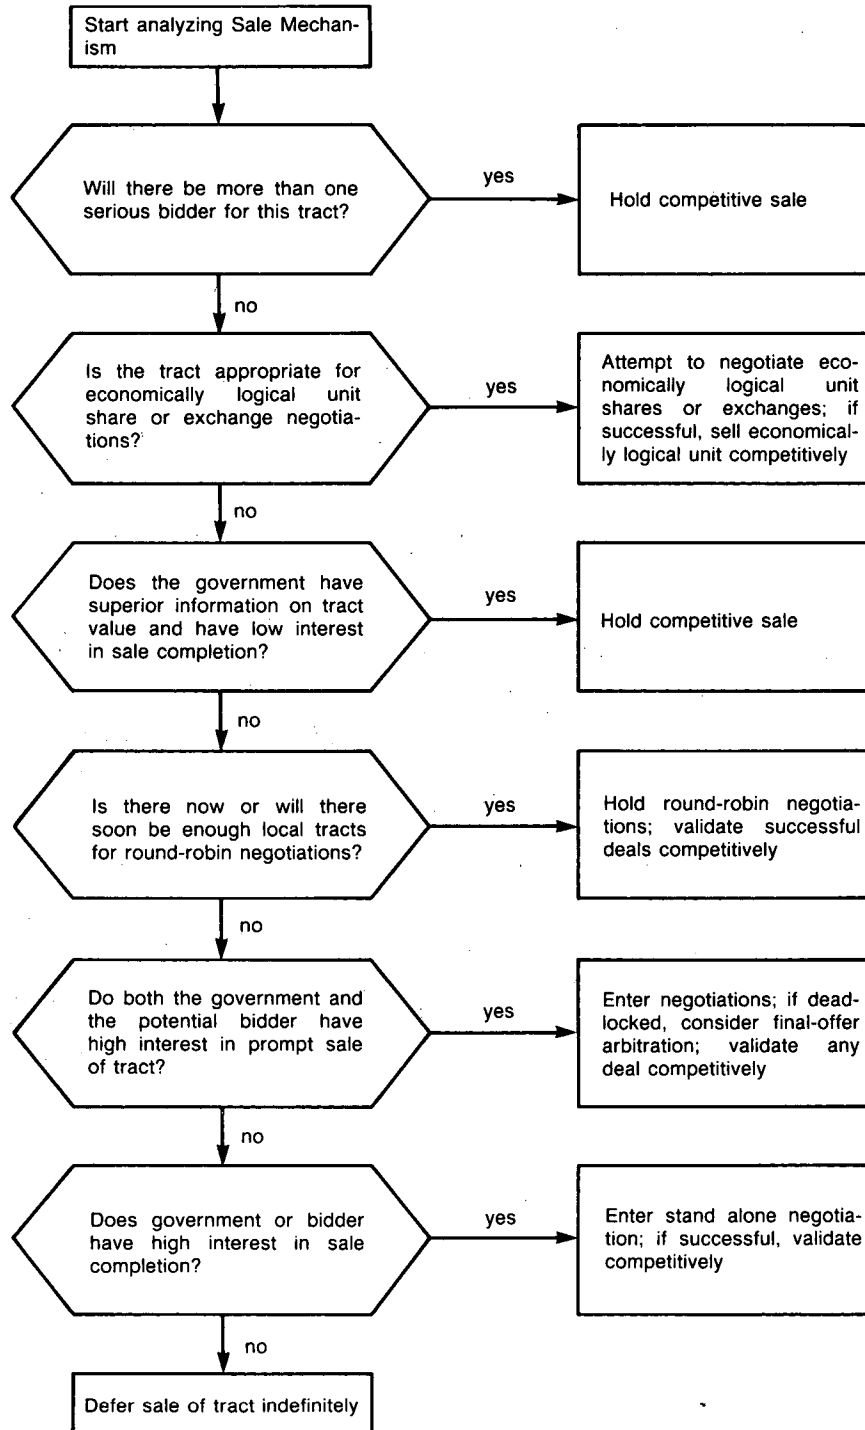 Start analyzing Sale Mechan-
ism
Will there be more than one
serious bidder for this tract?
yes
Hold competitive sale
no
Is the tract appropriate for
economically logical unit
share or exchange negotia-
tions?
yes
Attempt to negotiate eco-
nomically logical unit
shares or exchanges; if
successful, sell economical-
ly logical unit competitively
no
Does the government have
superior information on tract
value and have low interest
in sale completion?
yes
Hold competitive sale
no
Is there now or will there
soon be enough local tracts
for round-robin negotiations?
yes
Hold round-robin negotia-
tions; validate successful
deals competitively
no
Do both the government and
the potential bidder have
high interest in prompt sale
of tract?
yes
Enter negotiations; if dead-
locked, consider final-offer
arbitration; validate any
deal competitively
no
Does government or bidder
have high interest in sale
completion?
yes
Enter stand alone negotia-
tion; if successful, validate
competitively
no
Defer sale of tract indefinitely